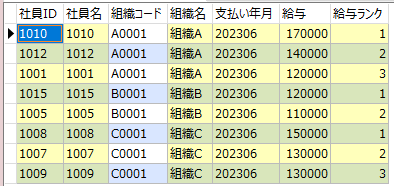 社員ID 社員名 組織コード 組織名 支払い年月 給与 給与ランク
1010 1010 A0001 組織A 202306 170000 1
1012 1012 A0001 組織A 202306 140000 2
1001 1001 A0001 組織A 202306 120000 3
1015 1015 B0001 組織B 202306 120000 1
1005 1005 B0001 組織B 202306 110000 2
1008 1008 C0001 組織C 202306 150000 1
1007 1007 C0001 組織C 202306 130000 2
1009 1009 C0001 組織C 202306 130000 3